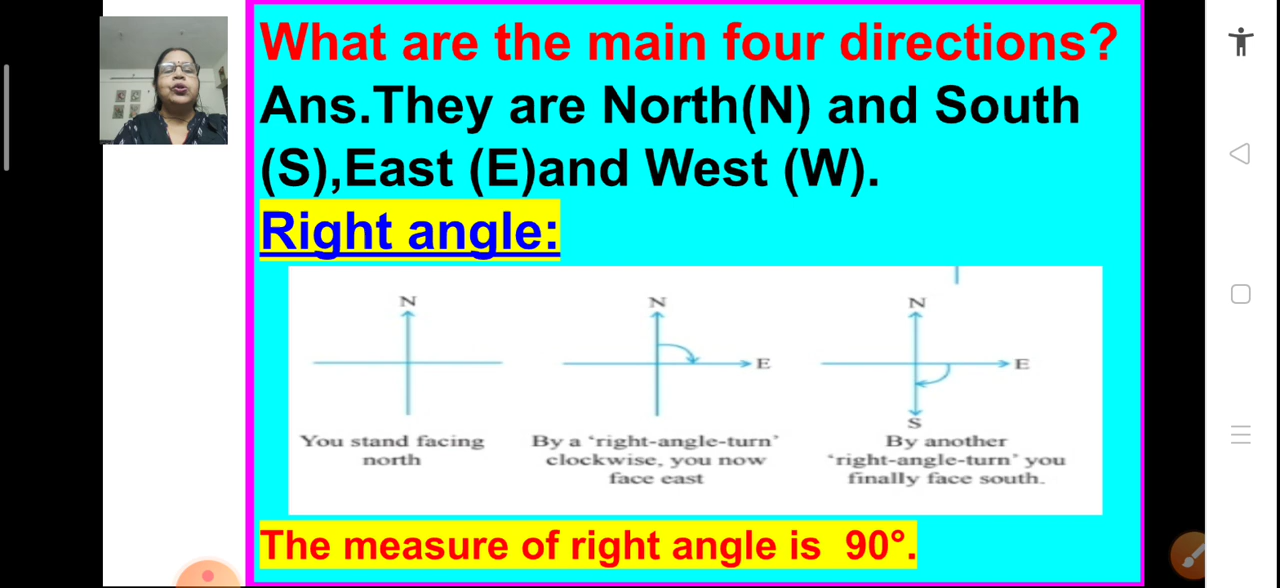 What are the main four directions?
Ans.They are North(N) and South
(S),East (E)and West (W).
Right angle:
N
You stand facing
north
N
E
By a ‘right-angle-turn’
clockwise, you now
face east
N
E
S
By another
‘right-angle-turn’ you
finally face south.
The measure of right angle is 90°.